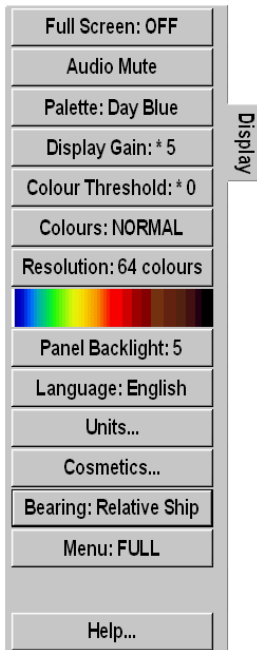 Full Screen: OFF
Audio Mute
Palette: Day Blue
Display Gain: * 5
Display
Colour Threshold: * 0
Colours: NORMAL
Resolution: 64 colours
Panel Backlight: 5
Language: English
Units...
Cosmetics...
Bearing: Relative Ship
Menu: FULL
Help...